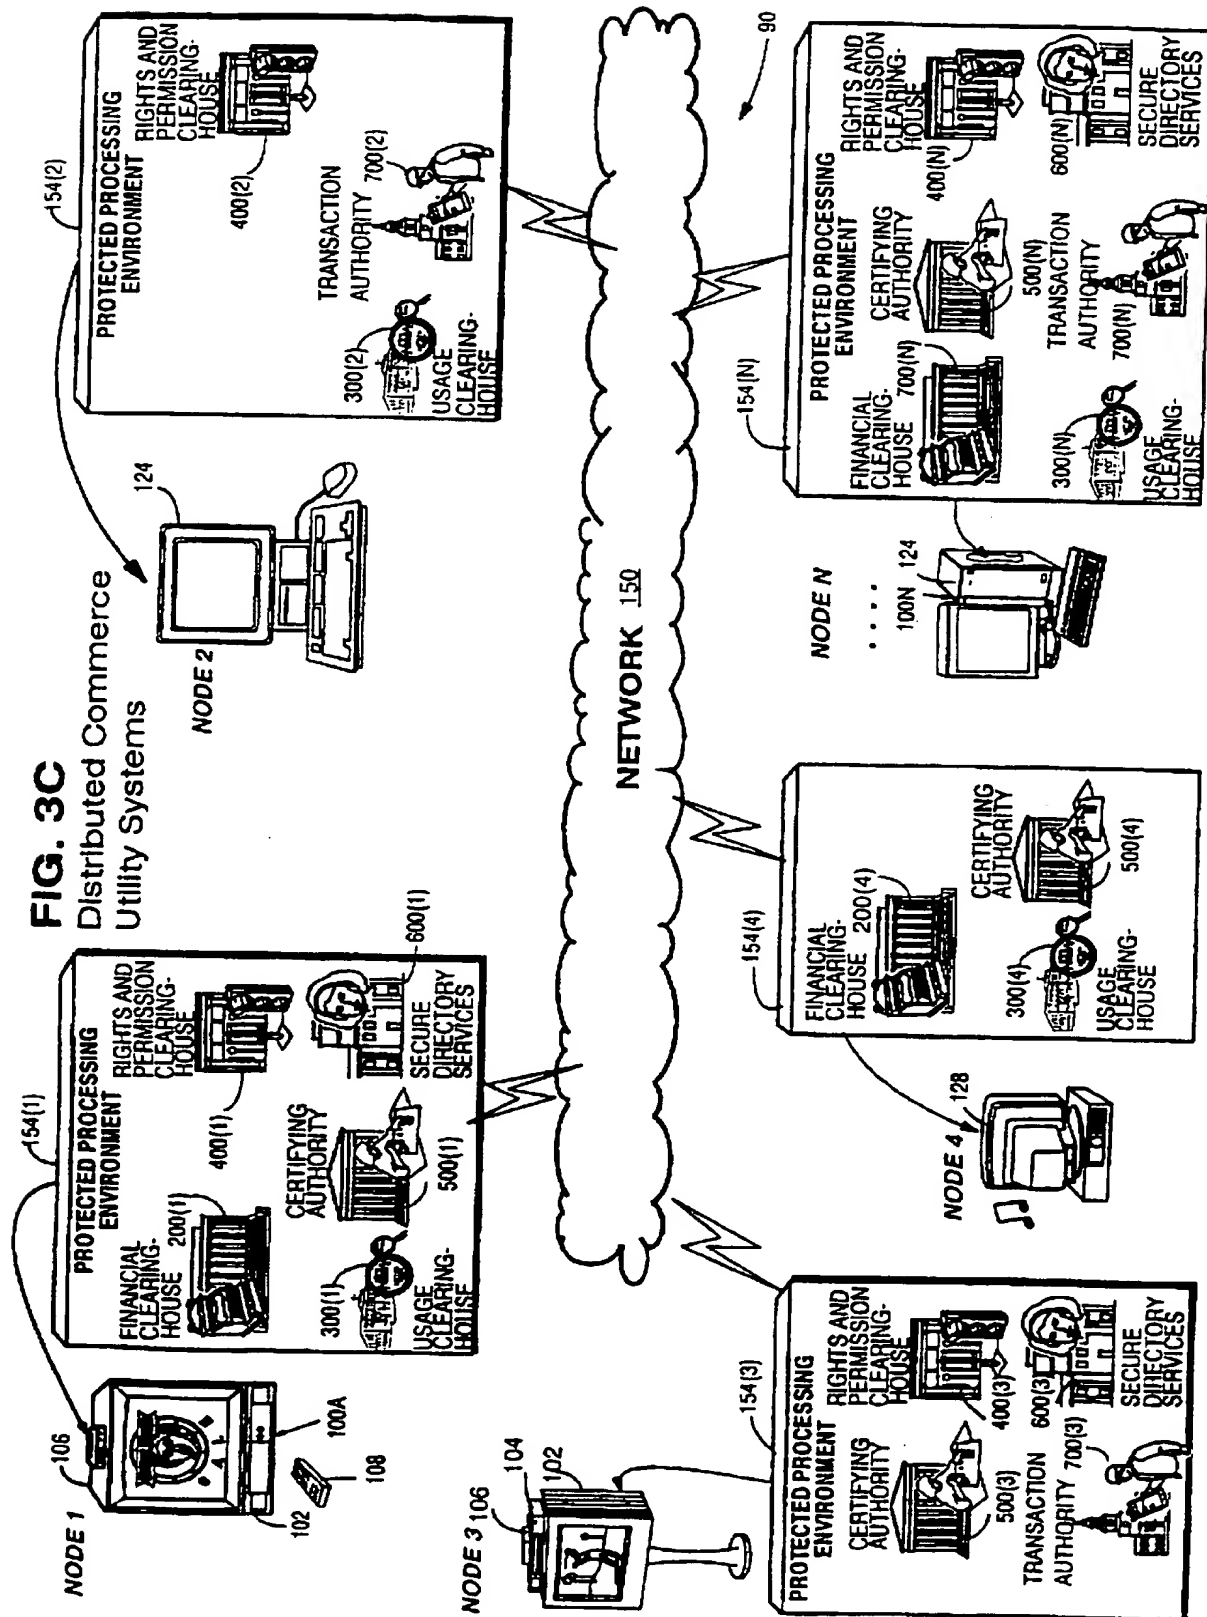 FIG. 3C
Distributed Commerce
Utility Systems
NODE 1
106
102
100A
108
154(1)
PROTECTED PROCESSING
ENVIRONMENT
FINANCIAL
CLEARING-
HOUSE
200(1)
RIGHTS AND
PERMISSION
CLEARING-
HOUSE
400(1)
300(1)
USAGE
CLEARING-
HOUSE
CERTIFYING
AUTHORITY
500(1)
SECURE
DIRECTORY
SERVICES
600(1)
NODE 2
124
154(2)
PROTECTED PROCESSING
ENVIRONMENT
RIGHTS AND
PERMISSION
CLEARING-
HOUSE
400(2)
300(2)
USAGE
CLEARING-
HOUSE
TRANSACTION
AUTHORITY
700(2)
NETWORK 150
90
NODE 3
106
104
102
154(3)
PROTECTED PROCESSING
ENVIRONMENT
CERTIFYING
AUTHORITY
500(3)
RIGHTS AND
PERMISSION
CLEARING-
HOUSE
400(3)
TRANSACTION
AUTHORITY
700(3)
600(3)
SECURE
DIRECTORY
SERVICES
NODE 4
128
154(4)
FINANCIAL
CLEARING-
HOUSE
200(4)
300(4)
USAGE
CLEARING-
HOUSE
CERTIFYING
AUTHORITY
500(4)
NODE N
. . . .
100N
124
154(N)
PROTECTED PROCESSING
ENVIRONMENT
FINANCIAL
CLEARING-
HOUSE
700(N)
CERTIFYING
AUTHORITY
500(N)
RIGHTS AND
PERMISSION
CLEARING-
HOUSE
400(N)
300(N)
USAGE
CLEARING-
HOUSE
TRANSACTION
AUTHORITY
700(N)
600(N)
SECURE
DIRECTORY
SERVICES